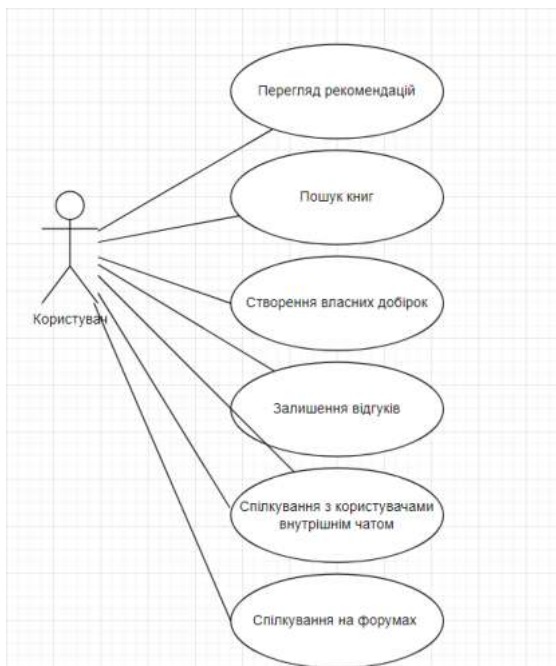 Перегляд рекомендацій
Пошук книг
Створення власних добірок
Користувач
Залишення відгуків
Спілкування з користувачами
внутрішнім чатом
Спілкування на форумах